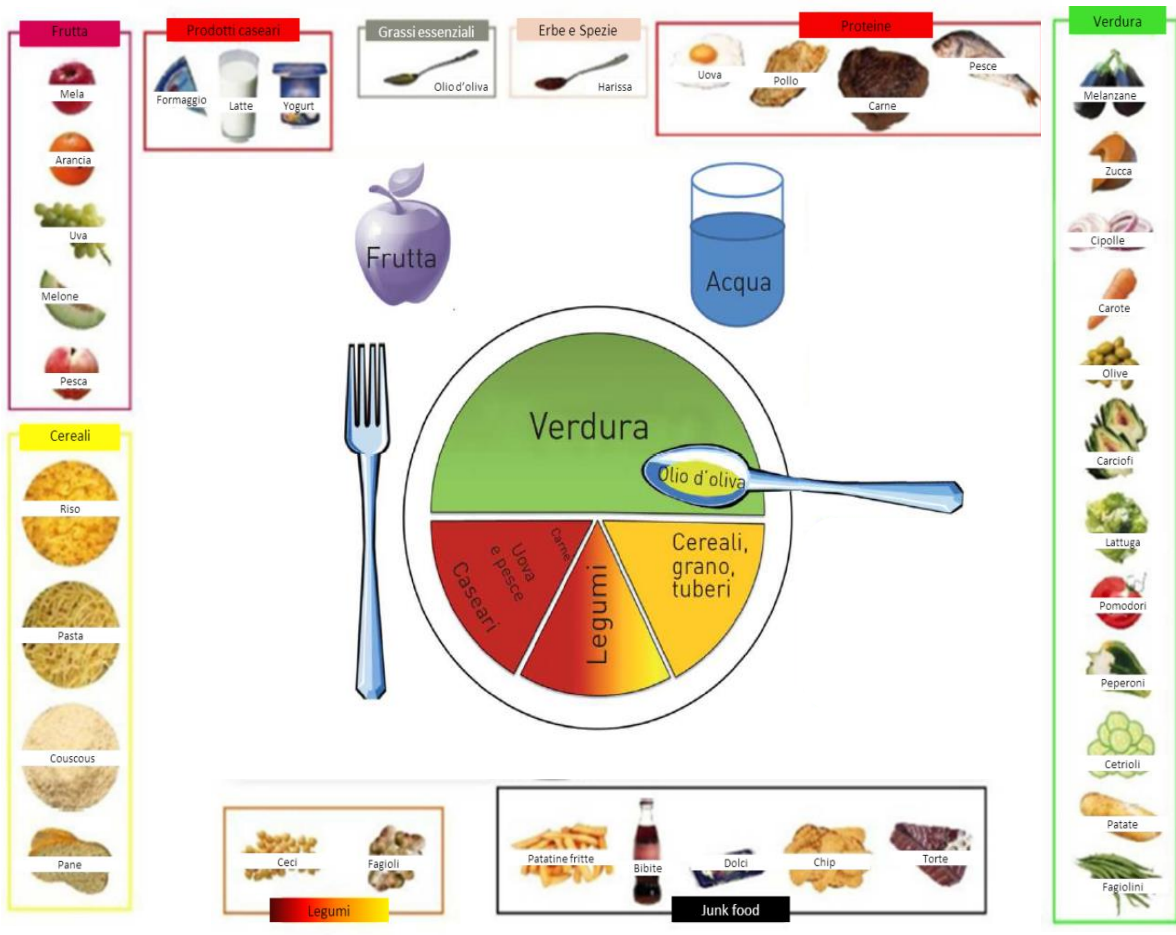 Frutta
Mela
Arancia
Uva
Melone
Pesca
Prodotti caseari
Formaggio
Latte
Yogurt
Grassi essenziali
Olio d'oliva
Erbe e Spezie
Harissa
Proteine
Uova
Pollo
Carne
Pesce
Verdura
Melanzane
Zucca
Cipolle
Carote
Olive
Carciofi
Lattuga
Pomodori
Peperoni
Cetrioli
Patate
Fagiolini
Frutta
Acqua
Verdura
Olio d'oliva
Caseari
Uova
e pesce
Carne
Legumi
Cereali,
grano,
tuberi
Cereali
Riso
Pasta
Couscous
Pane
Ceci
Fagioli
Legumi
Patatine fritte
Bibite
Dolci
Chip
Torte
Junk food